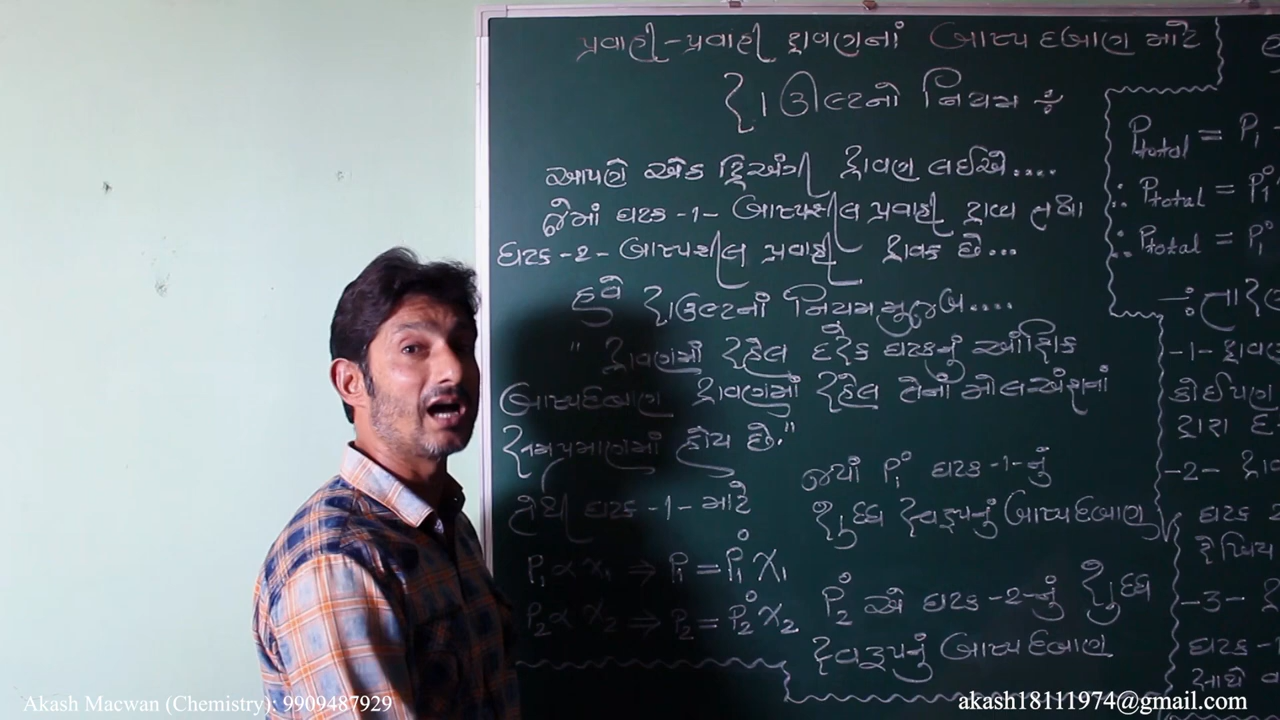 પ્રવાહી-પ્રવાહી દ્રાવણનાં બાષ્પ દબાણ માટે
રાઉલ્ટનો નિયમ ÷
આપણે એક દ્વિઅંગી દ્રાવણ લઈએ....
જેમાં ઘટક -1- બાષ્પશીલ પ્રવાહી દ્રાવ્ય તથા
ઘટક -2- બાષ્પશીલ પ્રવાહી દ્રાવક છે...
હવે રાઉલ્ટનાં નિયમ મુજબ....
" દ્રાવણમાં રહેલ દરેક ઘટકનું આંશિક
બાષ્પદબાણ દ્રાવણમાં રહેલ તેનાં મોલઅંશનાં
સમપ્રમાણમાં હોય છે."
તેથી ઘટક -1- માટે
P₁ ∝ x₁ ⇒ P₁ = P₁° X₁
P₂ ∝ X₂ ⇒ P₂ = P₂° X₂
જ્યાં P₁° ઘટક -1-નું
શુદ્ધ સ્વરૂપનું બાષ્પદબાણ
P₂° એ ઘટક -2-નું શુદ્ધ
સ્વરૂપનું બાષ્પદબાણ
Ptotal = P₁
∴ Ptotal = P₁°
∴ Ptotal = P₁°
-1- દ્રાવણ
કોઈપણ
દ્વારા
-2-
ઘટક
-3-
ઘટક -1
સાથે
Akash Macwan (Chemistry): 9909487929
akash18111974@gmail.com